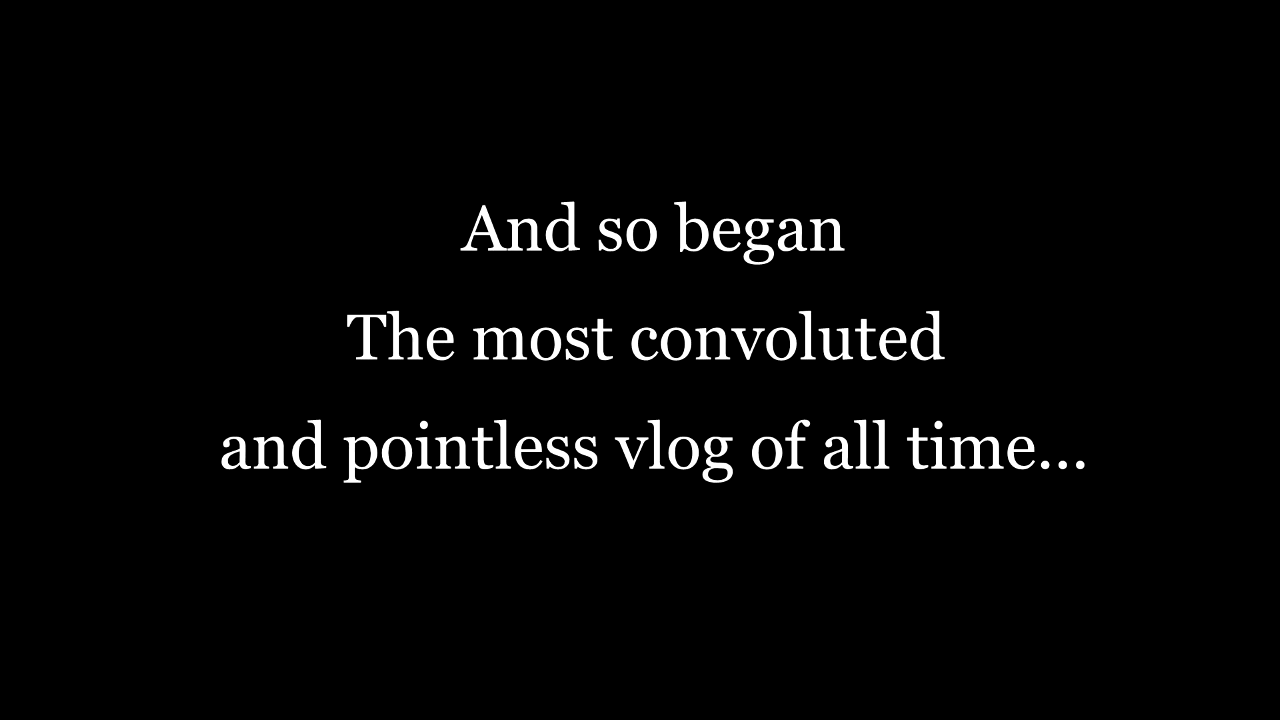 And so began
The most convoluted
and pointless vlog of all time...